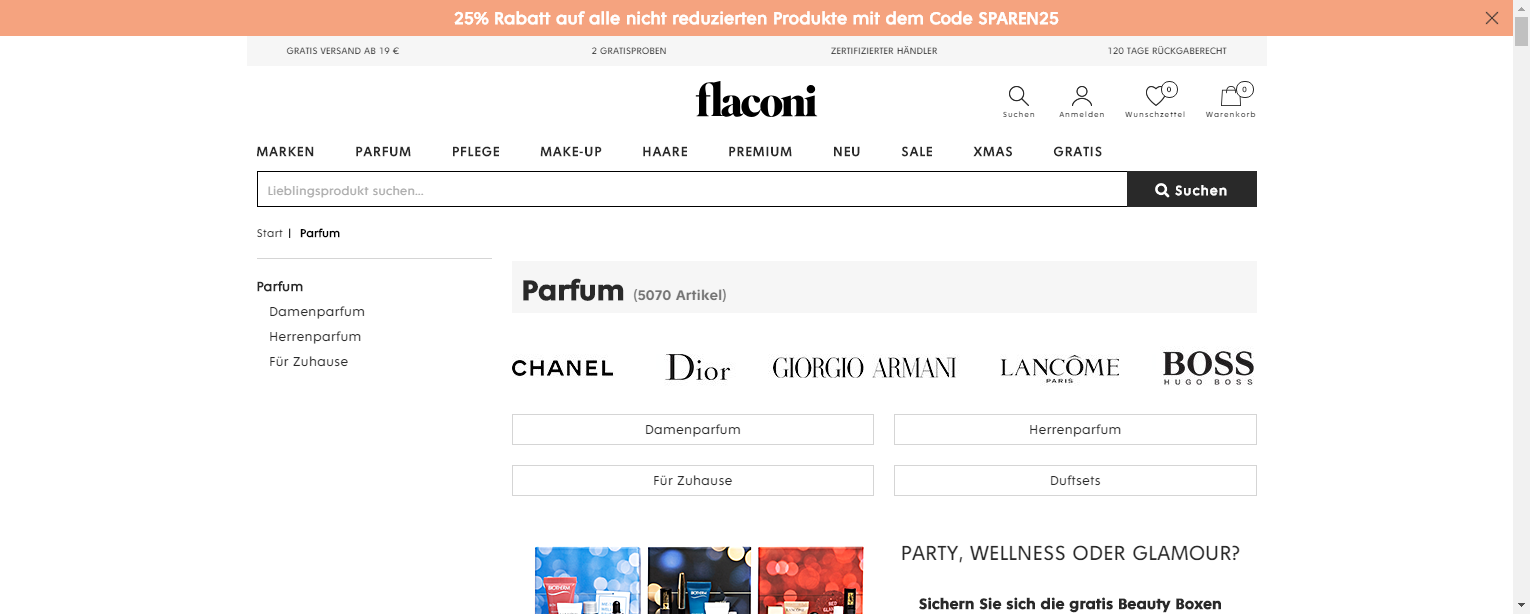 25% Rabatt auf alle nicht reduzierten Produkte mit dem Code SPAREN25
GRATIS VERSAND AB 19 €
2 GRATISPROBEN
ZERTIFIZIERTER HÄNDLER
120 TAGE RÜCKGABERECHT
flaconi
0
0
Suchen
Anmelden
Wunschzettel
Warenkorb
MARKEN
PARFUM
PFLEGE
MAKE-UP
HAARE
PREMIUM
NEU
SALE
XMAS
GRATIS
Lieblingsprodukt suchen...
Suchen
Start | Parfum
Parfum
Damenparfum
Herrenparfum
Für Zuhause
Parfum (5070 Artikel)
CHANEL
Dior
GIORGIO ARMANI
LANCÔME
PARIS
BOSS
HUGO BOSS
Damenparfum
Herrenparfum
Für Zuhause
Duftsets
BIOTHERM
BIOTHERM
PARTY, WELLNESS ODER GLAMOUR?
Sichern Sie sich die gratis Beauty Boxen